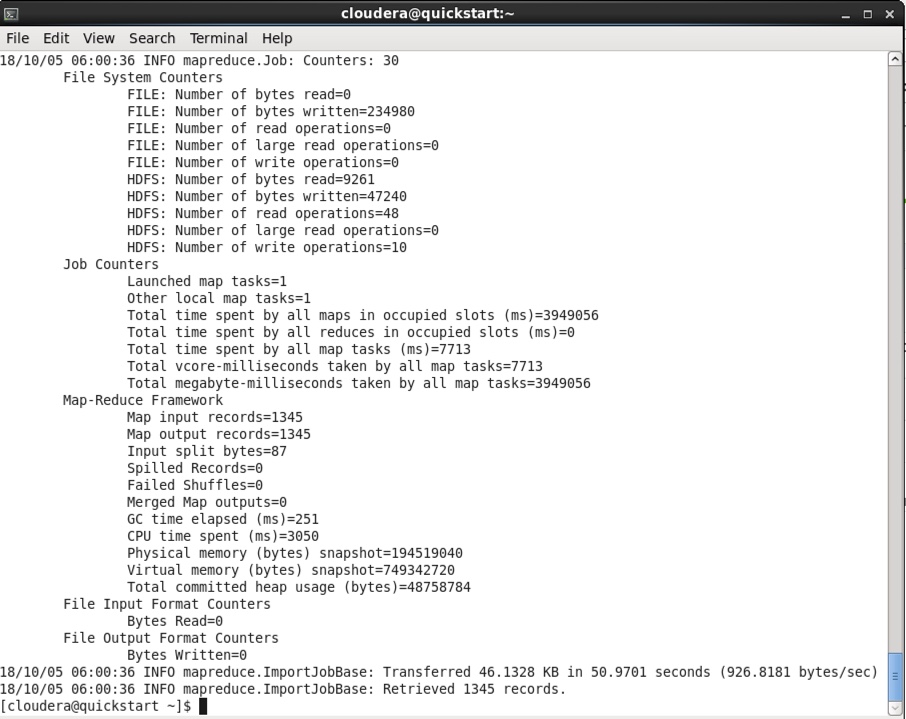 cloudera@quickstart:~
File Edit View Search Terminal Help
18/10/05 06:00:36 INFO mapreduce.Job: Counters: 30
File System Counters
FILE: Number of bytes read=0
FILE: Number of bytes written=234980
FILE: Number of read operations=0
FILE: Number of large read operations=0
FILE: Number of write operations=0
HDFS: Number of bytes read=9261
HDFS: Number of bytes written=47240
HDFS: Number of read operations=48
HDFS: Number of large read operations=0
HDFS: Number of write operations=10
Job Counters
Launched map tasks=1
Other local map tasks=1
Total time spent by all maps in occupied slots (ms)=3949056
Total time spent by all reduces in occupied slots (ms)=0
Total time spent by all map tasks (ms)=7713
Total vcore-milliseconds taken by all map tasks=7713
Total megabyte-milliseconds taken by all map tasks=3949056
Map-Reduce Framework
Map input records=1345
Map output records=1345
Input split bytes=87
Spilled Records=0
Failed Shuffles=0
Merged Map outputs=0
GC time elapsed (ms)=251
CPU time spent (ms)=3050
Physical memory (bytes) snapshot=194519040
Virtual memory (bytes) snapshot=749342720
Total committed heap usage (bytes)=48758784
File Input Format Counters
Bytes Read=0
File Output Format Counters
Bytes Written=0
18/10/05 06:00:36 INFO mapreduce.ImportJobBase: Transferred 46.1328 KB in 50.9701 seconds (926.8181 bytes/sec)
18/10/05 06:00:36 INFO mapreduce.ImportJobBase: Retrieved 1345 records.
[cloudera@quickstart ~]$